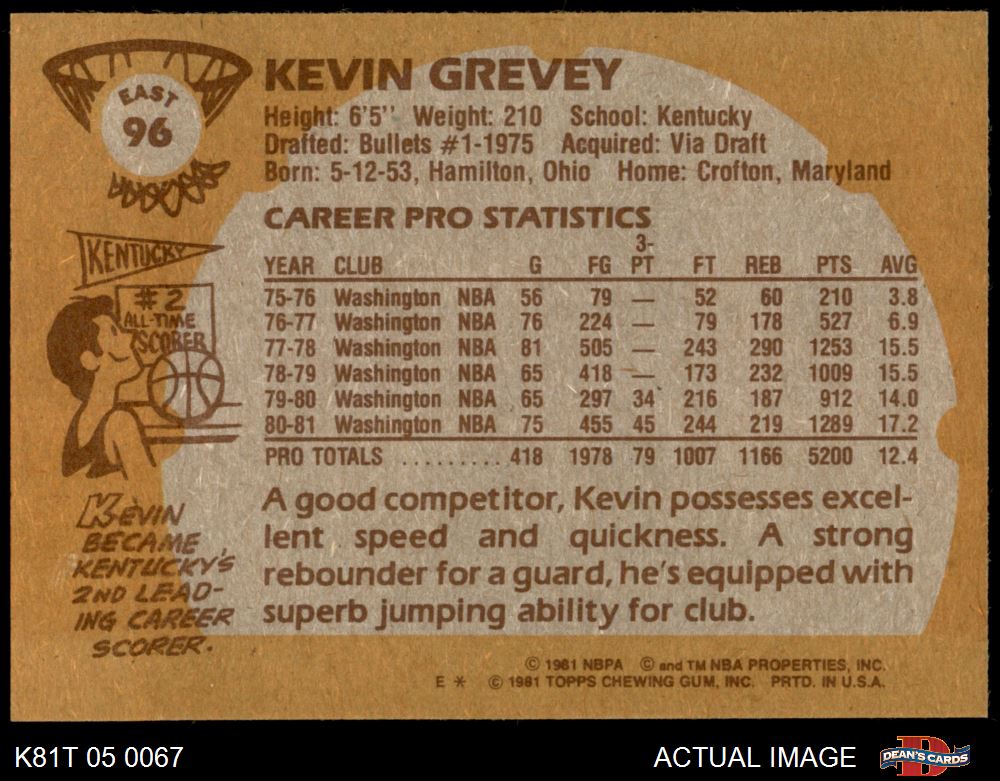 EAST
96
KEVIN GREVEY
Height: 6'5'' Weight: 210 School: Kentucky
Drafted: Bullets #1-1975 Acquired: Via Draft
Born: 5-12-53, Hamilton, Ohio Home: Crofton, Maryland
CAREER PRO STATISTICS
YEAR CLUB G FG 3-PT FT REB PTS AVG
75-76 Washington NBA 56 79 — 52 60 210 3.8
76-77 Washington NBA 76 224 — 79 178 527 6.9
77-78 Washington NBA 81 505 — 243 290 1253 15.5
78-79 Washington NBA 65 418 — 173 232 1009 15.5
79-80 Washington NBA 65 297 34 216 187 912 14.0
80-81 Washington NBA 75 455 45 244 219 1289 17.2
PRO TOTALS .......... 418 1978 79 1007 1166 5200 12.4
KENTUCKY
#2
ALL-TIME
SCORER
KEVIN
BECAME
KENTUCKY'S
2ND LEAD-
ING CAREER
SCORER.
A good competitor, Kevin possesses excel-
lent speed and quickness. A strong
rebounder for a guard, he's equipped with
superb jumping ability for club.
© 1981 NBPA © and TM NBA PROPERTIES, INC.
E * © 1981 TOPPS CHEWING GUM, INC. PRTD. IN U.S.A.
K81T 05 0067
ACTUAL IMAGE
DEAN'S CARDS